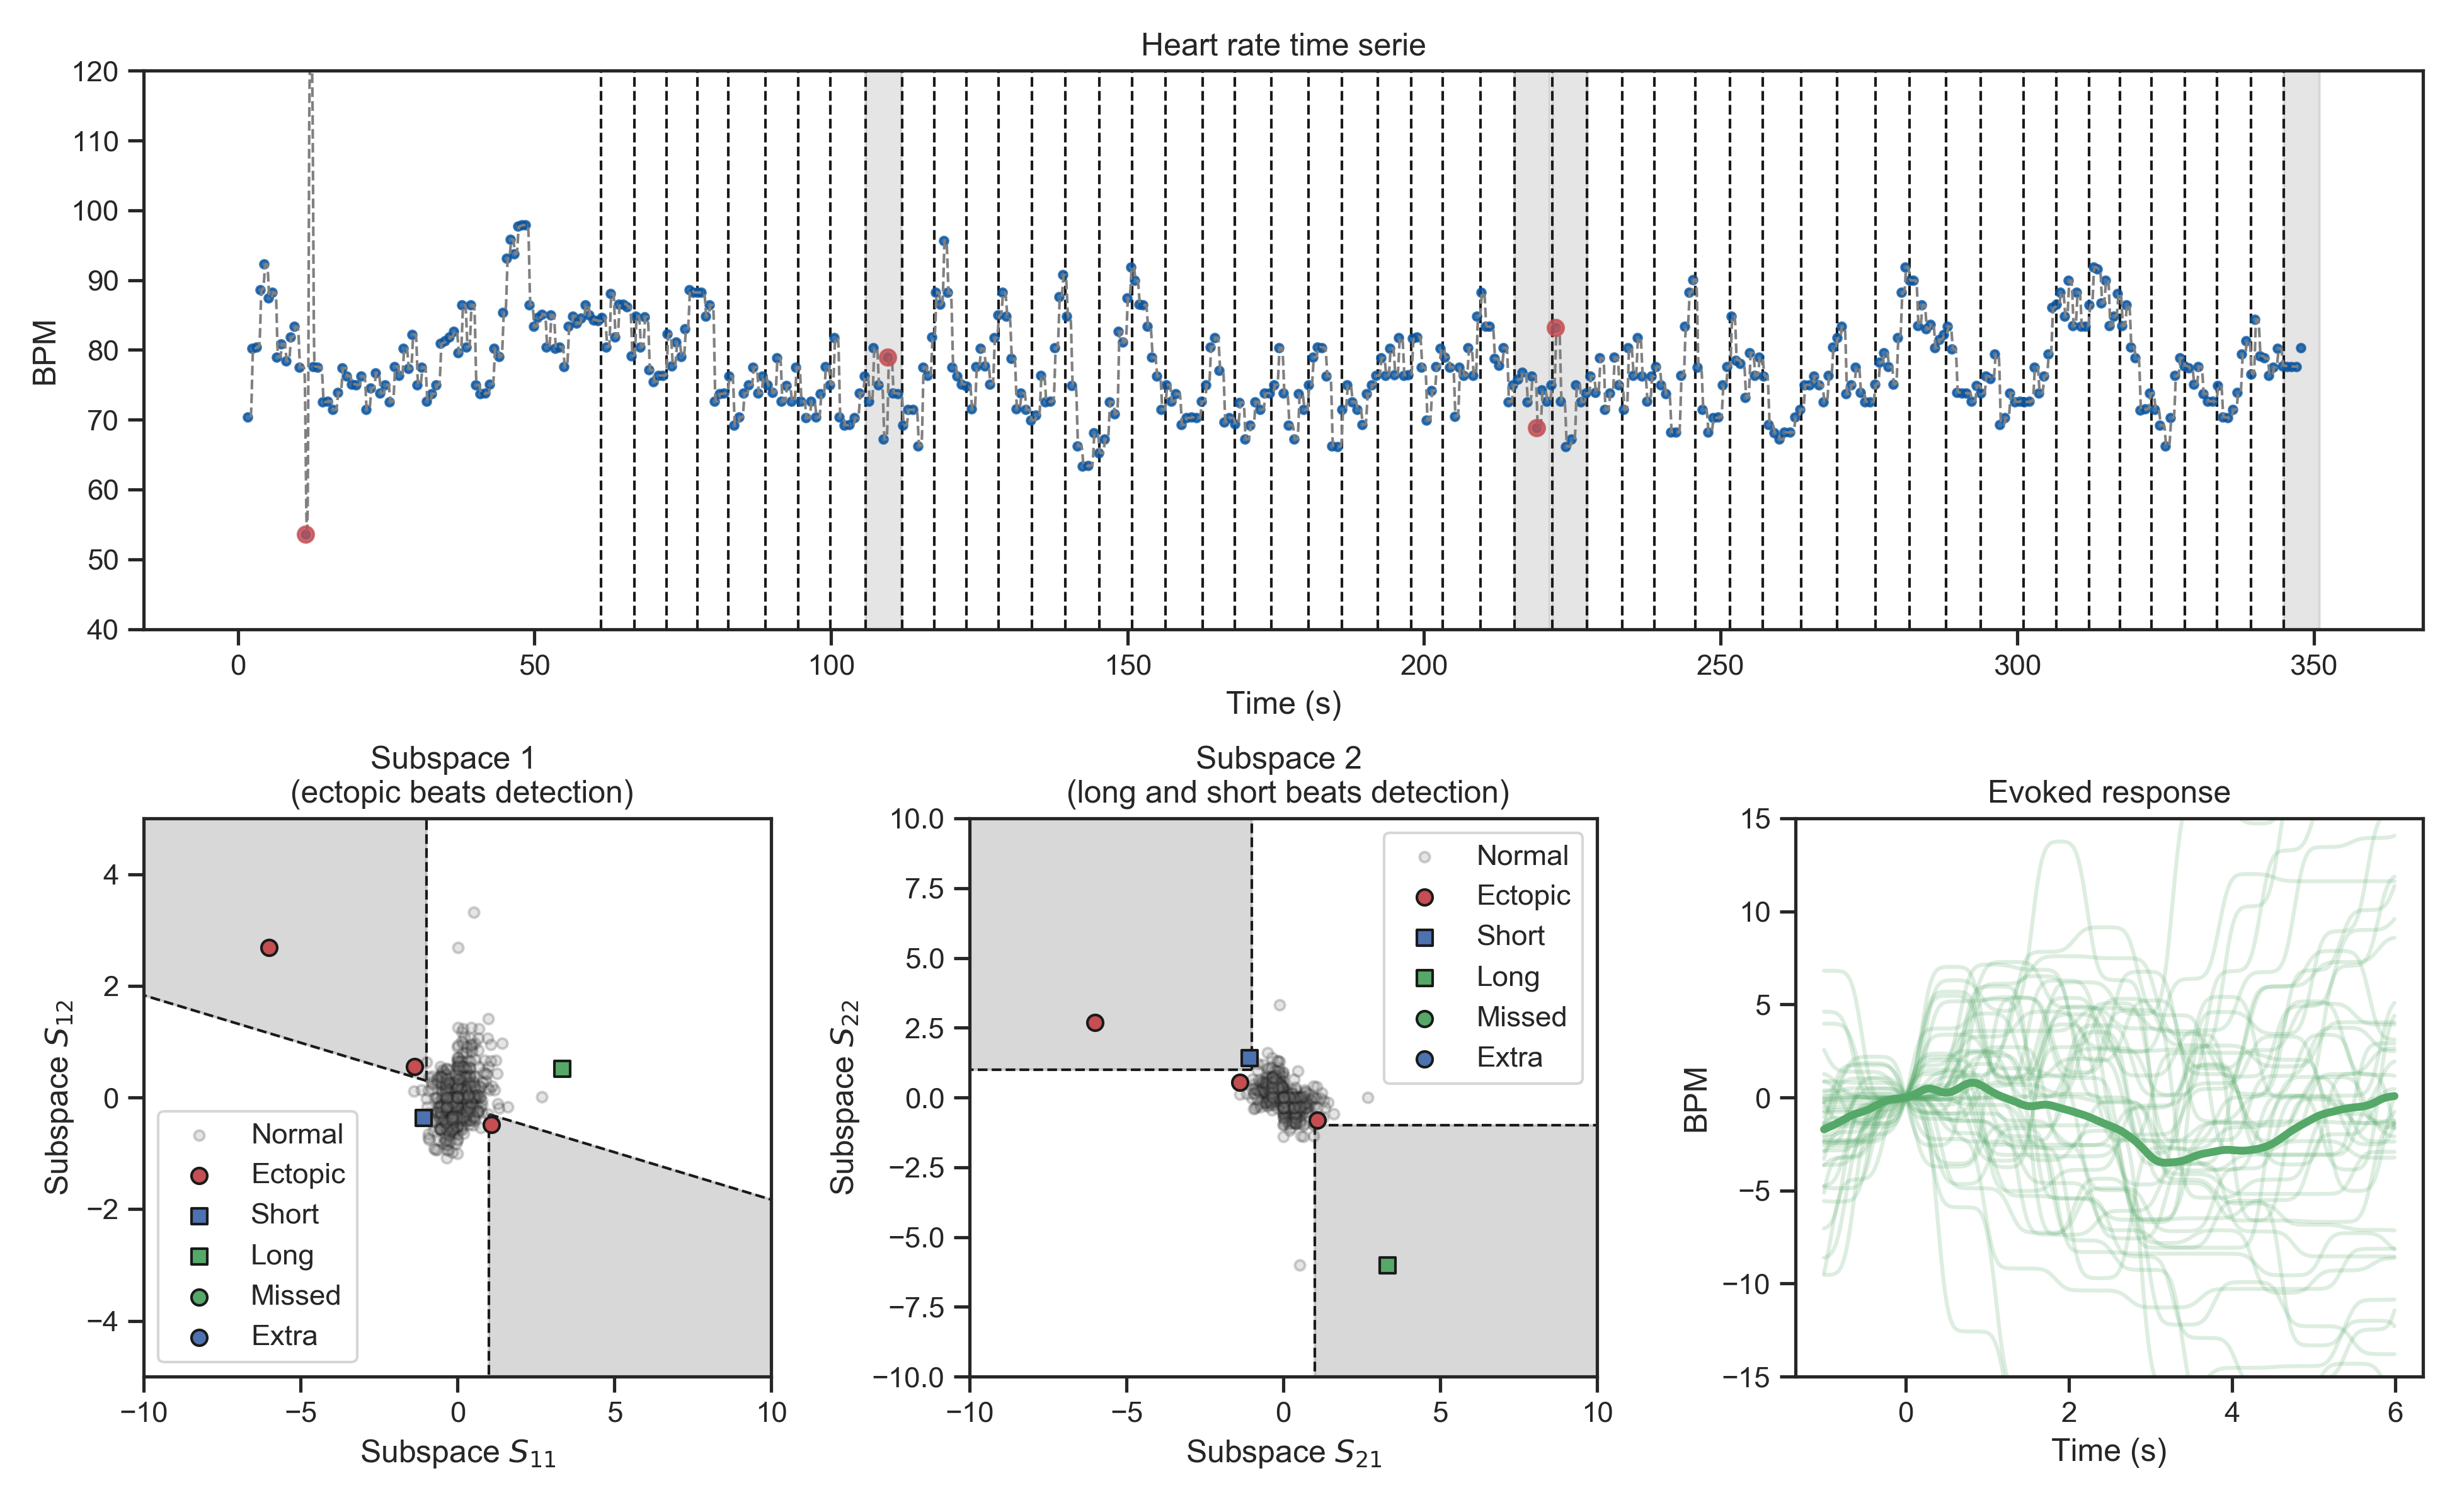 Heart rate time serie
120
110
100
90
80
70
60
50
40
BPM
0 50 100 150 200 250 300 350
Time (s)
Subspace 1
(ectopic beats detection)
4
2
0
−2
−4
Subspace S12
Normal
Ectopic
Short
Long
Missed
Extra
−10 −5 0 5 10
Subspace S11
Subspace 2
(long and short beats detection)
10.0
7.5
5.0
2.5
0.0
−2.5
−5.0
−7.5
−10.0
Subspace S22
Normal
Ectopic
Short
Long
Missed
Extra
−10 −5 0 5 10
Subspace S21
Evoked response
15
10
5
0
−5
−10
−15
BPM
0 2 4 6
Time (s)